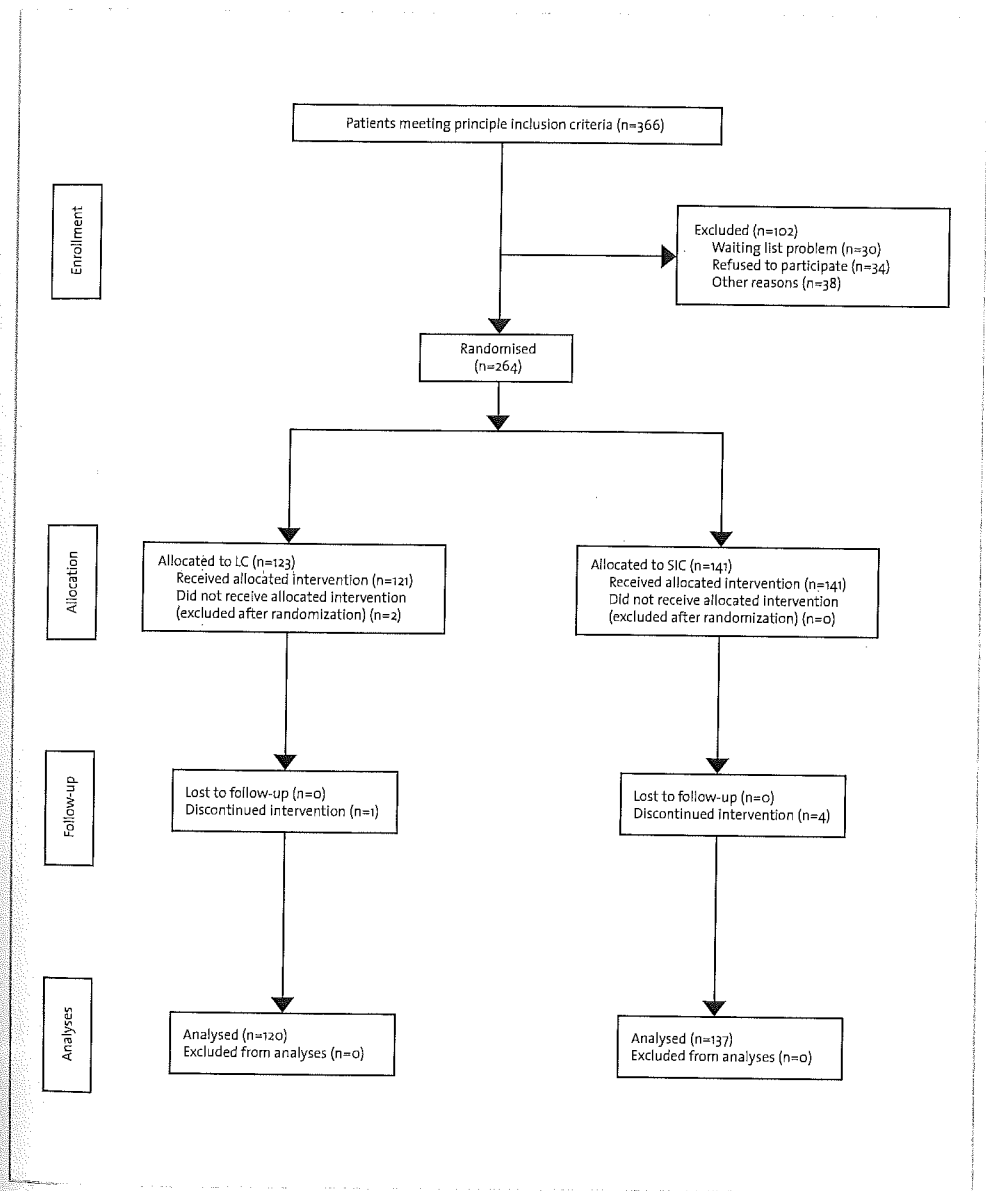 Patients meeting principle inclusion criteria (n=366)
Enrollment
Excluded (n=102)
Waiting list problem (n=30)
Refused to participate (n=34)
Other reasons (n=38)
Randomised
(n=264)
Allocation
Allocated to LC (n=123)
Received allocated intervention (n=121)
Did not receive allocated intervention
(excluded after randomization) (n=2)
Allocated to SIC (n=141)
Received allocated intervention (n=141)
Did not receive allocated intervention
(excluded after randomization) (n=0)
Follow-up
Lost to follow-up (n=0)
Discontinued intervention (n=1)
Lost to follow-up (n=0)
Discontinued intervention (n=4)
Analyses
Analysed (n=120)
Excluded from analyses (n=0)
Analysed (n=137)
Excluded from analyses (n=0)